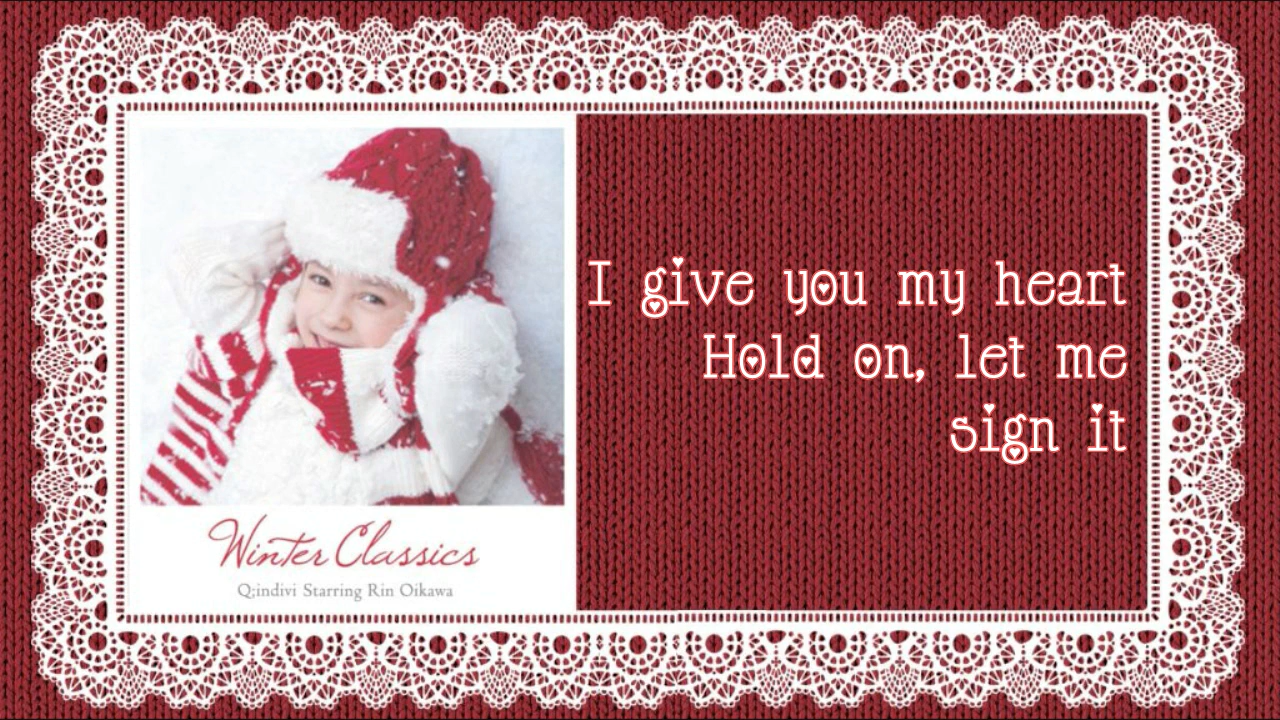 I give you my heart
Hold on, let me
sign it
Winter Classics
Q;indivi Starring Rin Oikawa